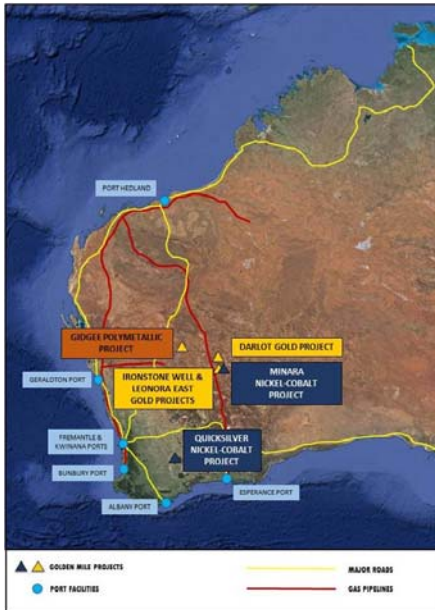 PORT HEDLAND
GIDGEE POLYMETALLIC
PROJECT
DARLOT GOLD PROJECT
MINARA
NICKEL-COBALT
PROJECT
GERALDTON PORT
IRONSTONE WELL &
LEONORA EAST
GOLD PROJECTS
FREMANTLE &
KWINANA PORTS
QUICKSILVER
NICKEL-COBALT
PROJECT
BUNBURY PORT
ESPERANCE PORT
ALBANY PORT
GOLDEN MILE PROJECTS
MAJOR ROADS
PORT FACILITIES
GAS PIPELINES